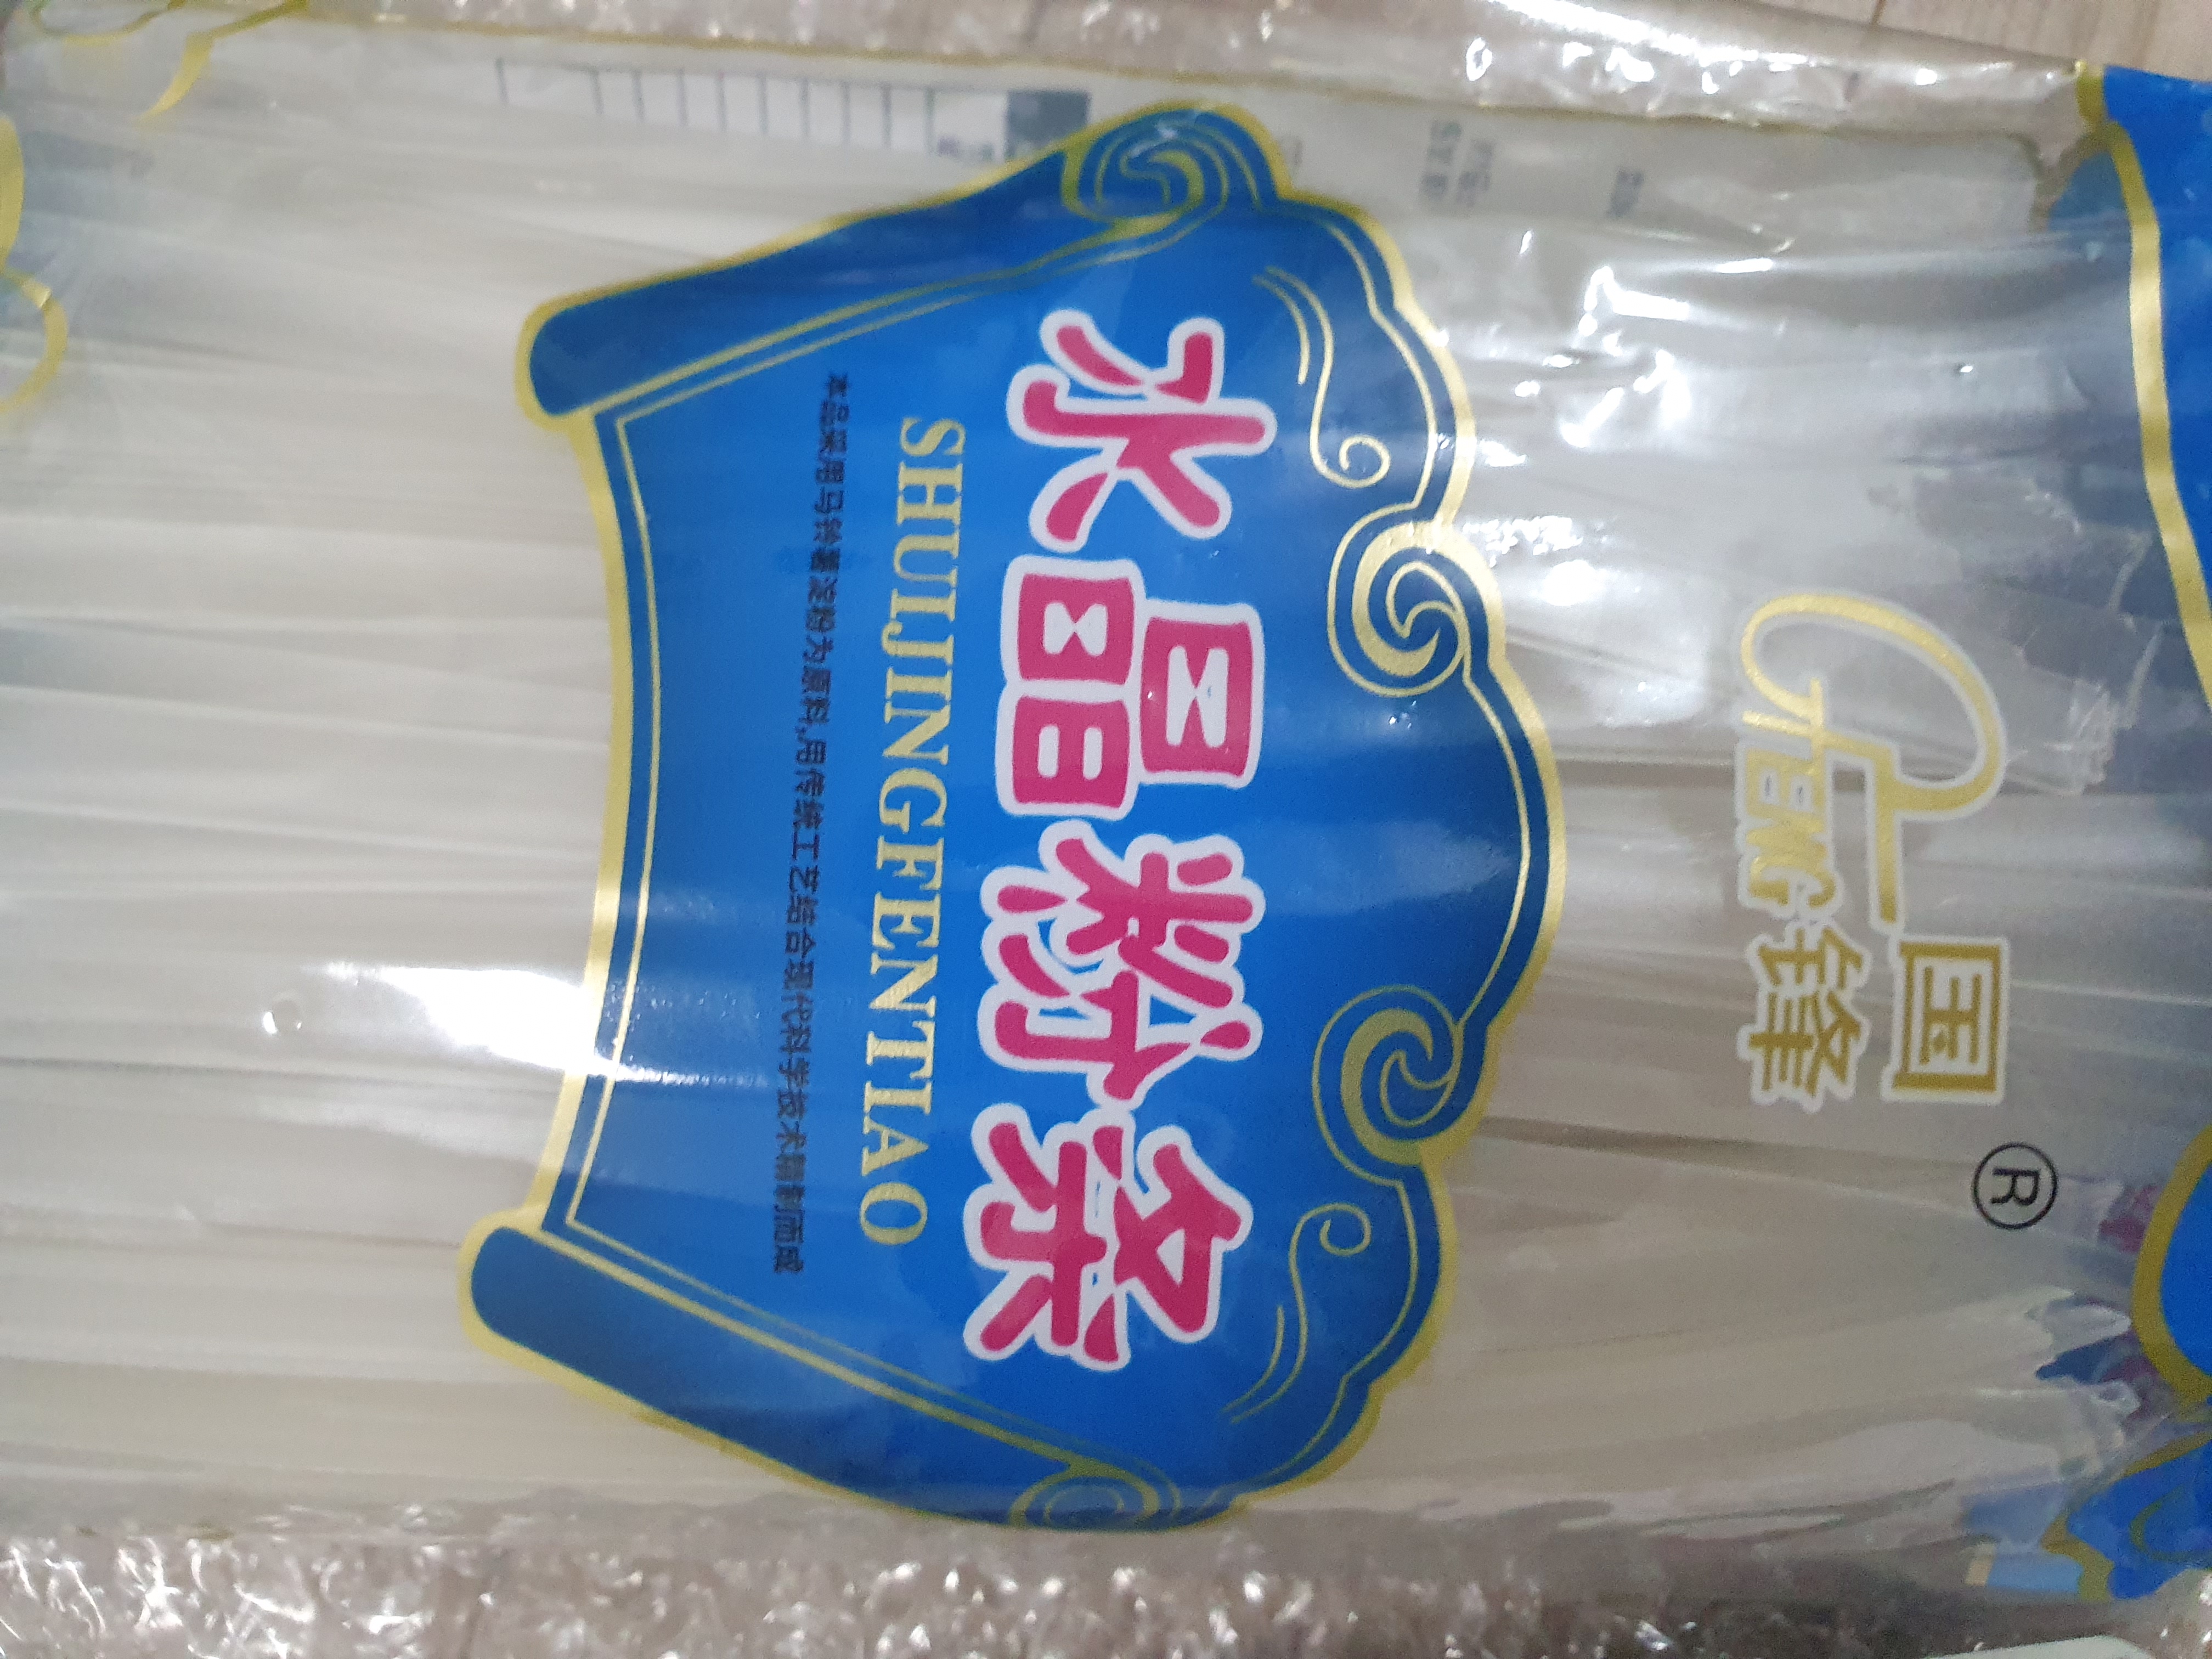 国
锋
®
水晶粉条
SHUIJINGFENTIAO
本品采用马铃薯淀粉为原料,用传统工艺结合现代科学技术精制而成